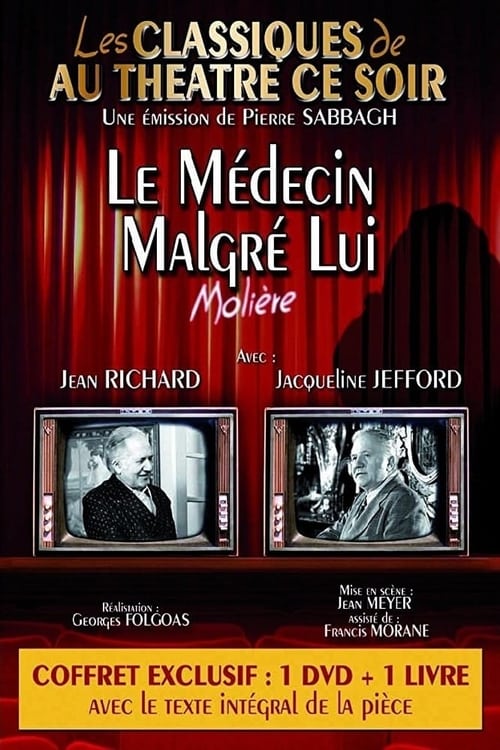 Les CLASSIQUES de
AU THEATRE CE SOIR
Une émission de Pierre SABBAGH
Le Médecin
Malgré Lui
Molière
Avec :
Jean RICHARD
Jacqueline JEFFORD
Réalisation :
Georges FOLGOAS
Mise en scène :
Jean MEYER
assisté de :
Francis MORANE
COFFRET EXCLUSIF : 1 DVD + 1 LIVRE
AVEC LE TEXTE INTÉGRAL DE LA PIÈCE